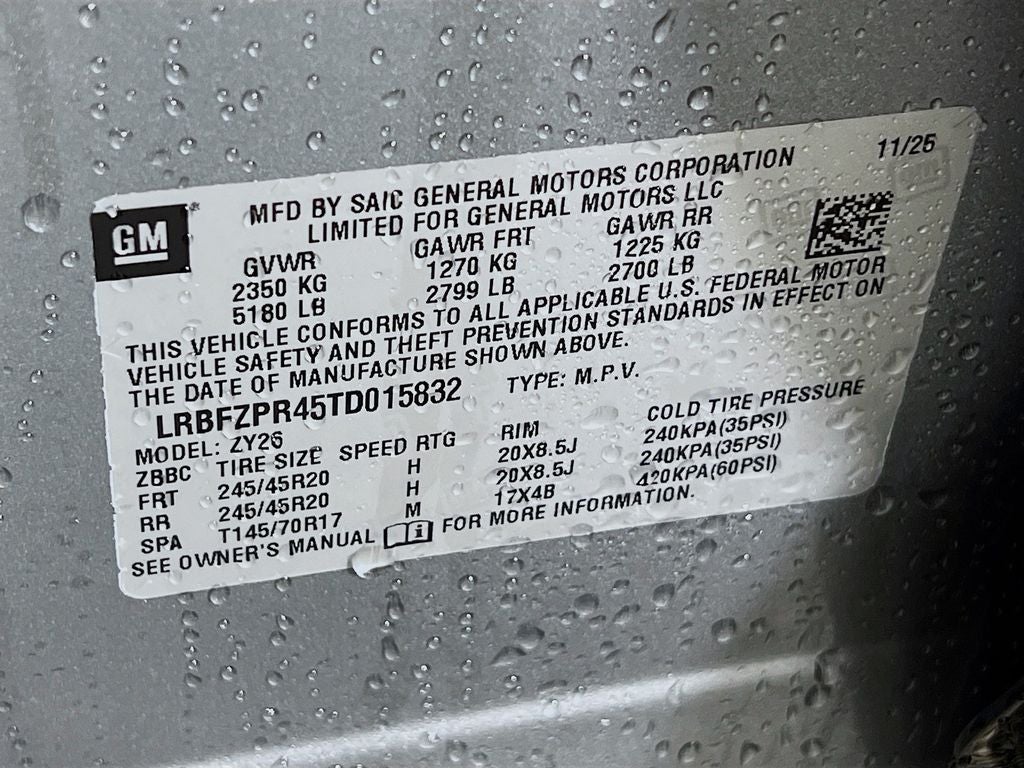 11/25
GM
MFD BY SAIC GENERAL MOTORS CORPORATION
LIMITED FOR GENERAL MOTORS LLC
GVWR GAWR FRT GAWR RR
2350 KG 1270 KG 1225 KG
5180 LB 2799 LB 2700 LB
THIS VEHICLE CONFORMS TO ALL APPLICABLE U.S. FEDERAL MOTOR
VEHICLE SAFETY AND THEFT PREVENTION STANDARDS IN EFFECT ON
THE DATE OF MANUFACTURE SHOWN ABOVE.
LRBFZPR45TD015832 TYPE: M.P.V.
MODEL: ZY26
ZBBC TIRE SIZE SPEED RTG RIM COLD TIRE PRESSURE
FRT 245/45R20 H 20X8.5J 240KPA(35PSI)
RR 245/45R20 H 20X8.5J 240KPA(35PSI)
SPA T145/70R17 M 17X4B 420KPA(60PSI)
SEE OWNER'S MANUAL FOR MORE INFORMATION.